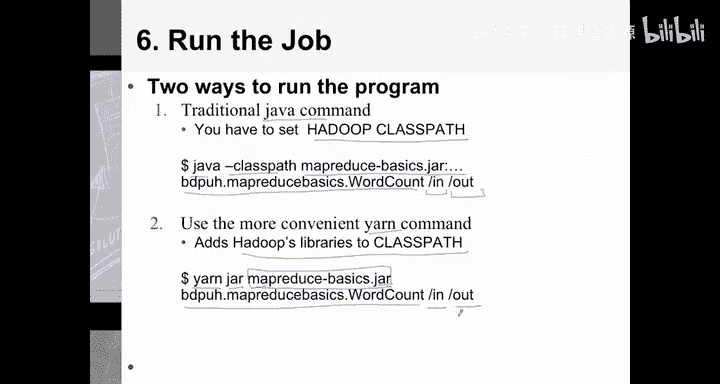 6. Run the Job
bilibili
• Two ways to run the program
1. Traditional java command
• You have to set HADOOP CLASSPATH
$ java –classpath mapreduce-basics.jar:…
bdpuh.mapreducebasics.WordCount /in /out
2. Use the more convenient yarn command
• Adds Hadoop's libraries to CLASSPATH
$ yarn jar mapreduce-basics.jar
bdpuh.mapreducebasics.WordCount /in /out
•